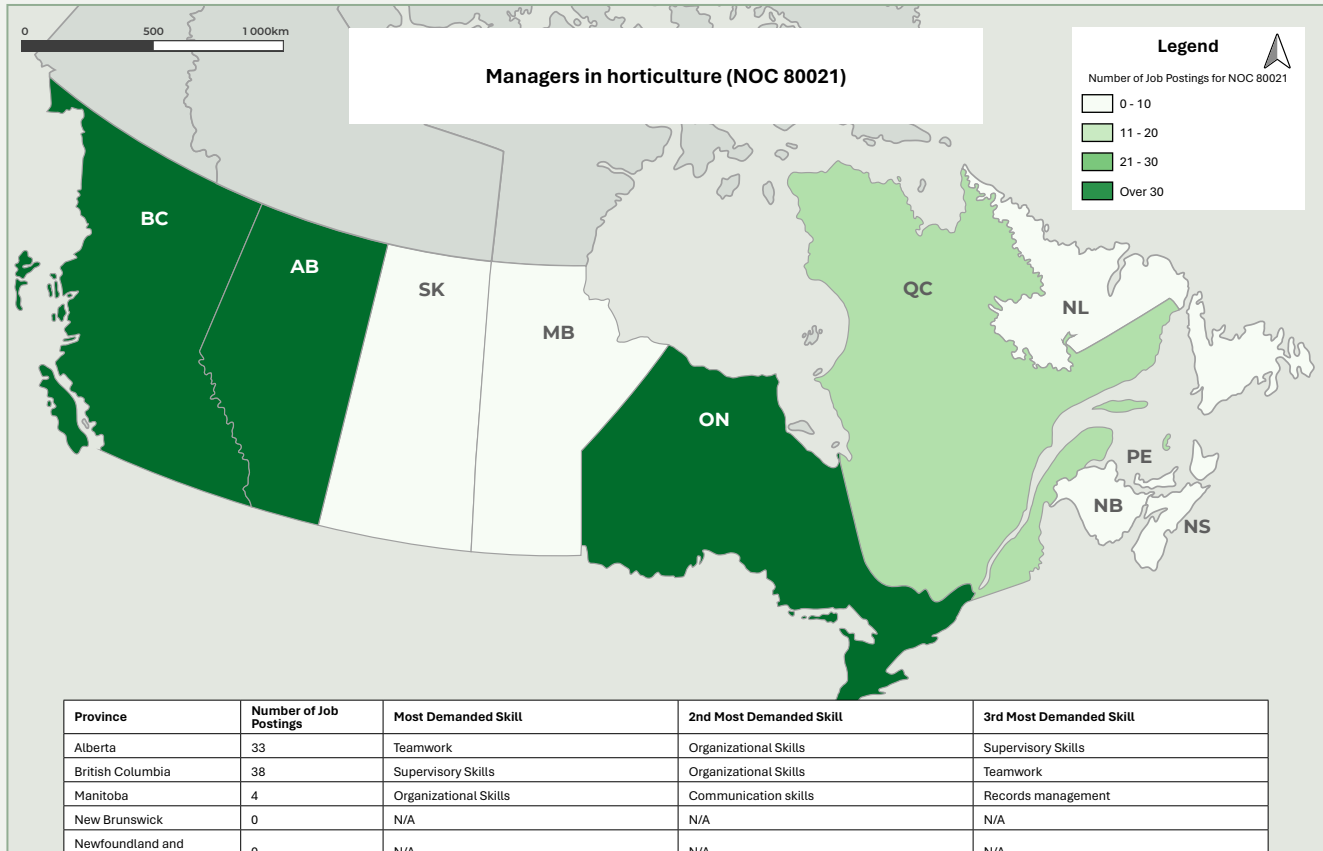 0 500 1 000km
Managers in horticulture (NOC 80021)
Legend
Number of Job Postings for NOC 80021
0 - 10
11 - 20
21 - 30
Over 30
BC
AB
SK
MB
ON
QC
NL
PE
NB
NS
Province Number of Job Postings Most Demanded Skill 2nd Most Demanded Skill 3rd Most Demanded Skill
Alberta 33 Teamwork Organizational Skills Supervisory Skills
British Columbia 38 Supervisory Skills Organizational Skills Teamwork
Manitoba 4 Organizational Skills Communication skills Records management
New Brunswick 0 N/A N/A N/A
Newfoundland and 0 N/A N/A N/A